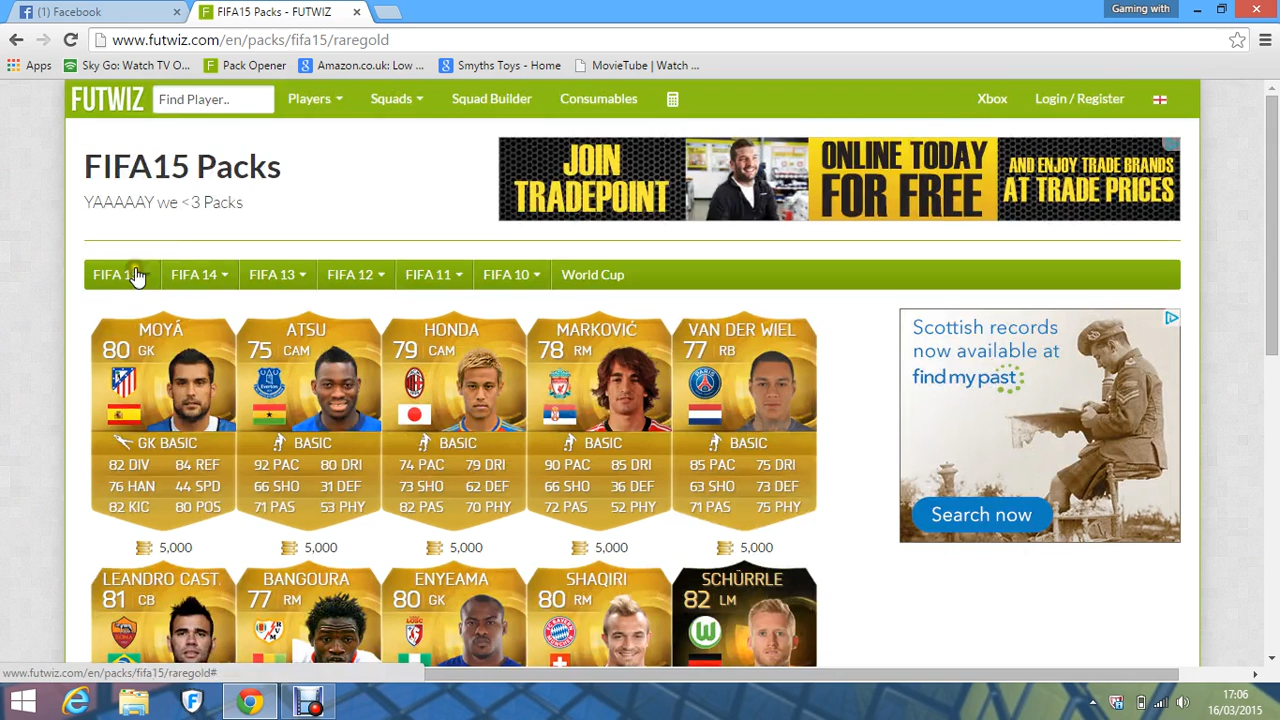 (1) Facebook
FIFA15 Packs - FUTWIZ
Gaming with
www.futwiz.com/en/packs/fifa15/raregold
Apps
Sky Go: Watch TV O...
Pack Opener
Amazon.co.uk: Low ...
Smyths Toys - Home
MovieTube | Watch ...
FUTWIZ
Find Player..
Players
Squads
Squad Builder
Consumables
Xbox
Login / Register
FIFA15 Packs
YAAAAAY we <3 Packs
JOIN TRADEPOINT
ONLINE TODAY FOR FREE
AND ENJOY TRADE BRANDS AT TRADE PRICES
FIFA 1
FIFA 14
FIFA 13
FIFA 12
FIFA 11
FIFA 10
World Cup
MOYÁ
80 GK
GK BASIC
82 DIV 84 REF
76 HAN 44 SPD
82 KIC 80 POS
5,000
ATSU
75 CAM
BASIC
92 PAC 80 DRI
66 SHO 31 DEF
71 PAS 53 PHY
5,000
HONDA
79 CAM
BASIC
74 PAC 79 DRI
73 SHO 62 DEF
82 PAS 70 PHY
5,000
MARKOVIĆ
78 RM
BASIC
90 PAC 85 DRI
66 SHO 36 DEF
72 PAS 52 PHY
5,000
VAN DER WIEL
77 RB
BASIC
85 PAC 75 DRI
63 SHO 73 DEF
71 PAS 75 PHY
5,000
Scottish records
now available at
findmypast
Search now
LEANDRO CAST.
81 CB
BANGOURA
77 RM
ENYEAMA
80 GK
SHAQIRI
80 RM
SCHÜRRLE
82 LM
www.futwiz.com/en/packs/fifa15/raregold#
17:06
16/03/2015